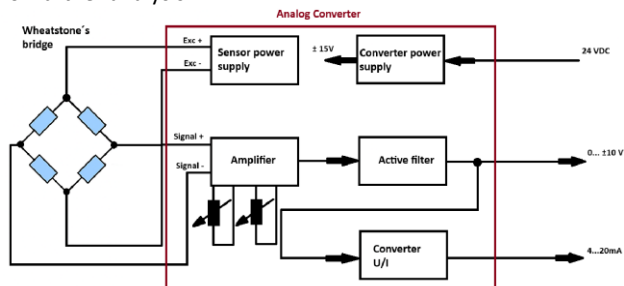 Analog Converter
Wheatstone´s
bridge
Exc +
Exc -
Sensor power
supply
± 15V
Converter power
supply
24 VDC
Signal +
Signal -
Amplifier
Active filter
0... ±10 V
Converter
U/I
4...20mA